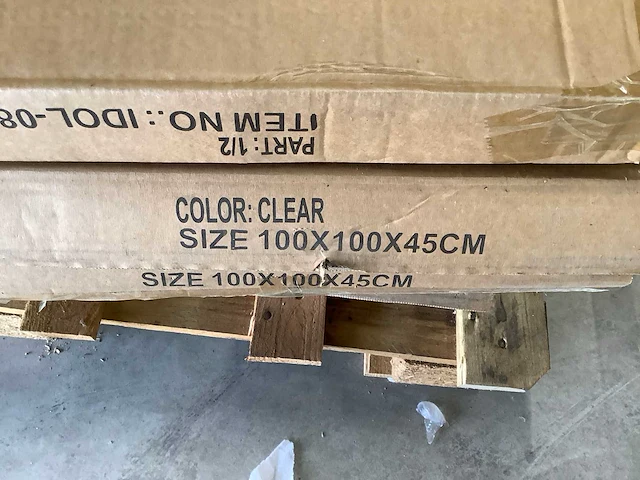 ITEM NO.: IDOL-08
PART: 1/2
COLOR: CLEAR
SIZE 100X100X45CM
SIZE 100X100X45CM